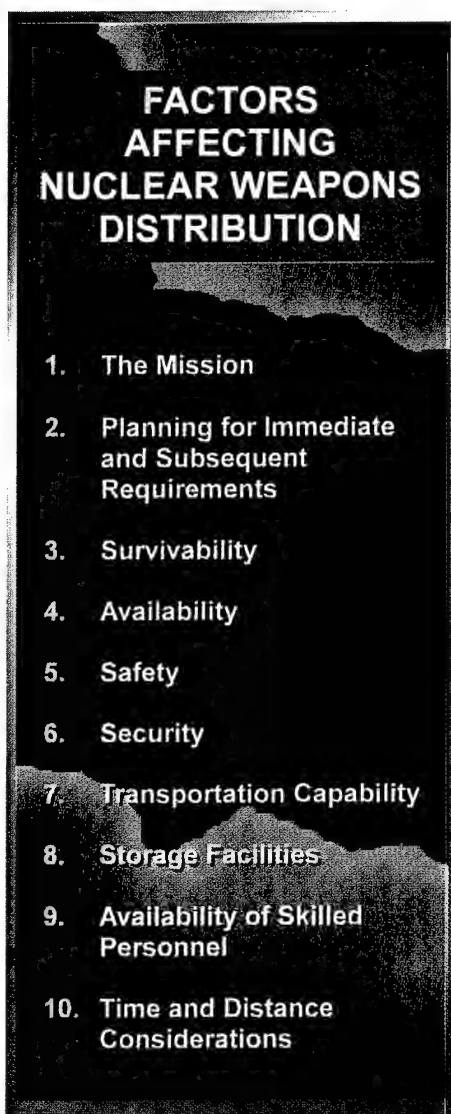 FACTORS
AFFECTING
NUCLEAR WEAPONS
DISTRIBUTION
1. The Mission
2. Planning for Immediate
and Subsequent
Requirements
3. Survivability
4. Availability
5. Safety
6. Security
7. Transportation Capability
8. Storage Facilities
9. Availability of Skilled
Personnel
10. Time and Distance
Considerations